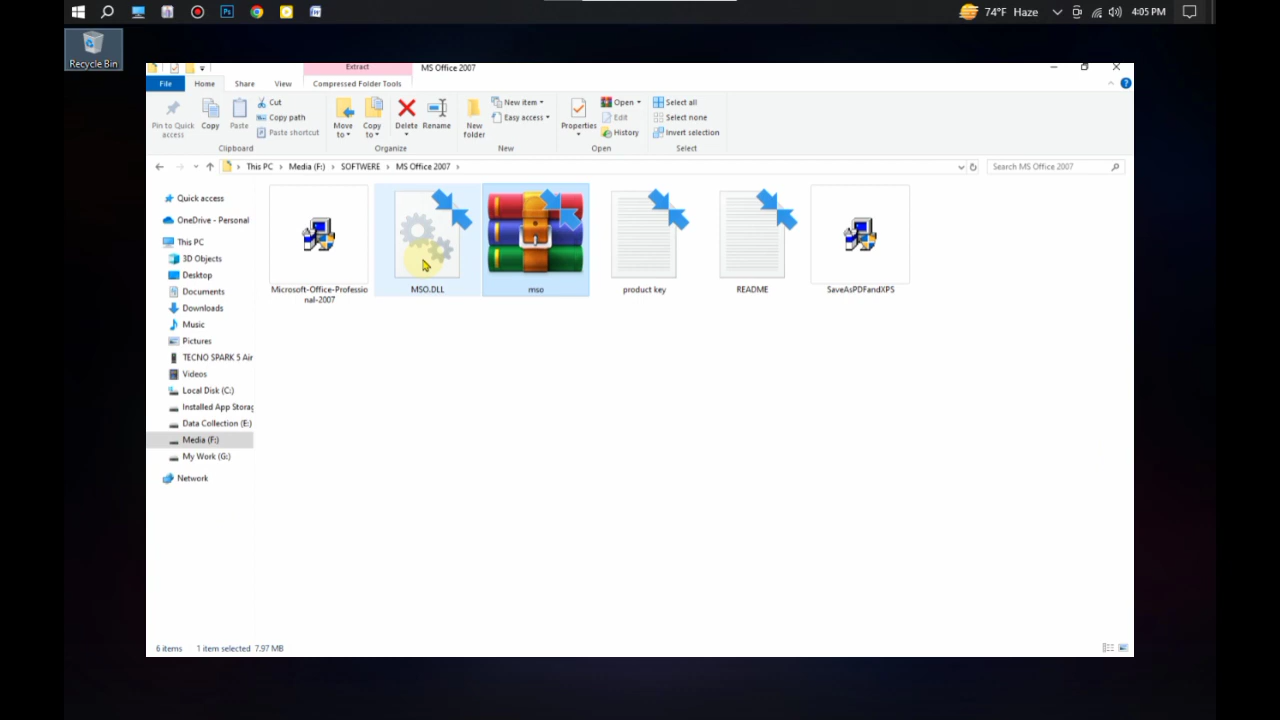 74°F Haze
4:05 PM
Recycle Bin
Extract
MS Office 2007
File
Home
Share
View
Compressed Folder Tools
Pin to Quick
access
Copy
Paste
Cut
Copy path
Paste shortcut
Clipboard
Move
to
Copy
to
Delete
Rename
Organize
New
folder
New item
Easy access
New
Properties
Open
Edit
History
Open
Select all
Select none
Invert selection
Select
This PC > Media (F:) > SOFTWERE > MS Office 2007 >
Search MS Office 2007
Quick access
OneDrive - Personal
This PC
3D Objects
Desktop
Documents
Downloads
Music
Pictures
TECNO SPARK 5 Air
Videos
Local Disk (C:)
Installed App Storag
Data Collection (E:)
Media (F:)
My Work (G:)
Network
Microsoft-Office-Professio
nal-2007
MSO.DLL
mso
product key
README
SaveAsPDFandXPS
6 items
1 item selected 7.97 MB